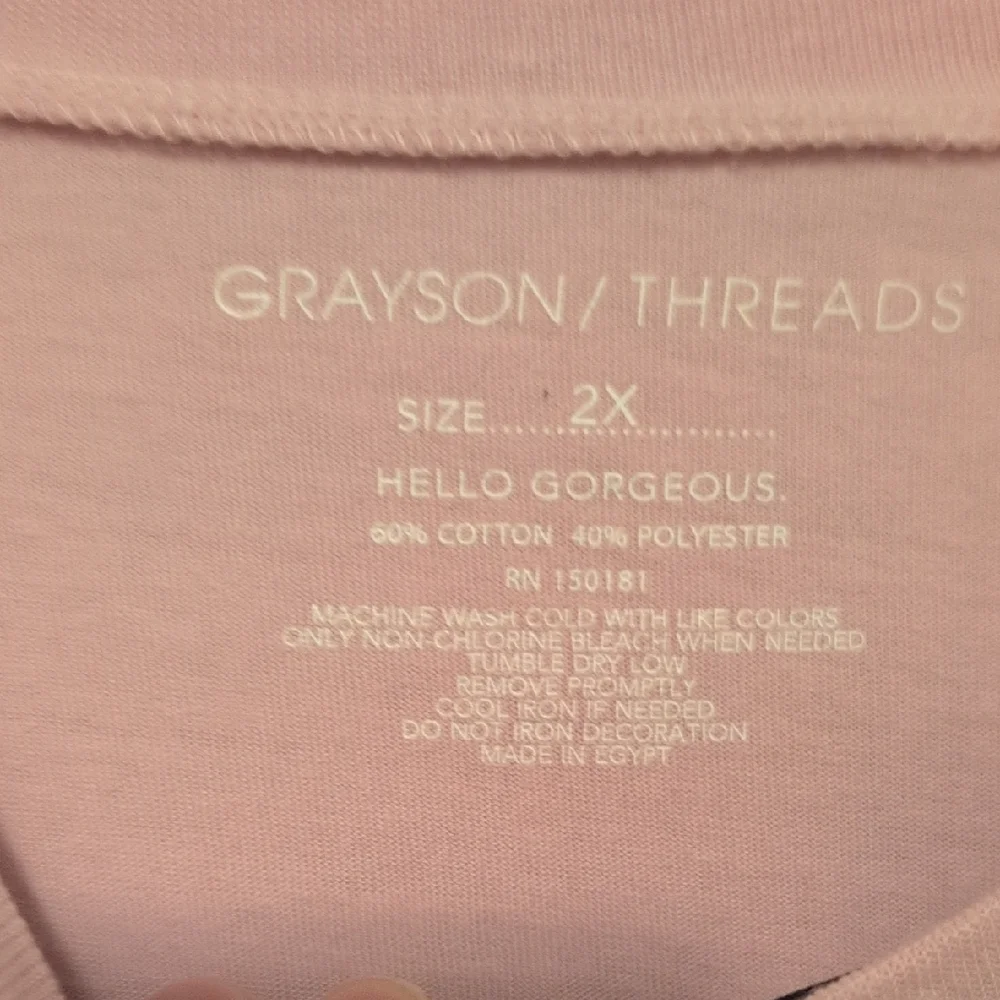 GRAYSON/THREADS
SIZE......2X..............
HELLO GORGEOUS.
60% COTTON 40% POLYESTER
RN 150181
MACHINE WASH COLD WITH LIKE COLORS
ONLY NON-CHLORINE BLEACH WHEN NEEDED
TUMBLE DRY LOW
REMOVE PROMPTLY
COOL IRON IF NEEDED
DO NOT IRON DECORATION
MADE IN EGYPT